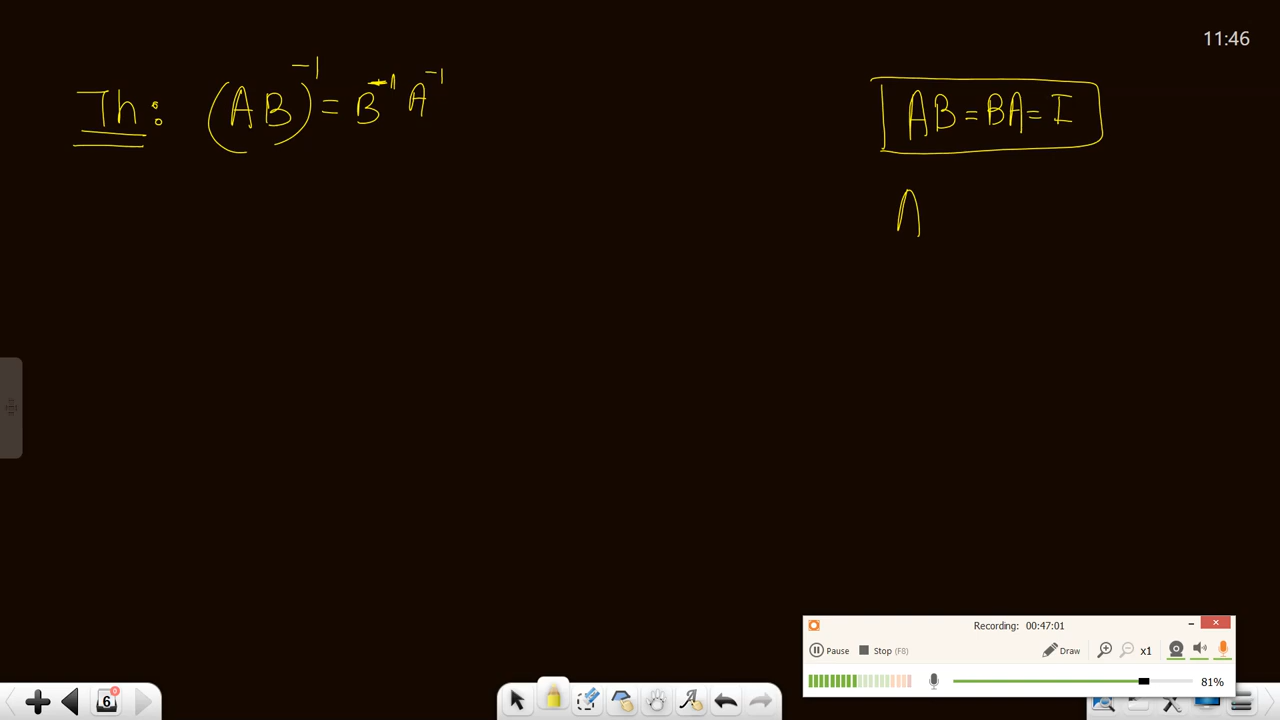 11:46
Th: (AB)⁻¹ = B⁻¹ A⁻¹
AB = BA = I
Recording: 00:47:01
Pause Stop (F8) Draw x1
81%
6
0